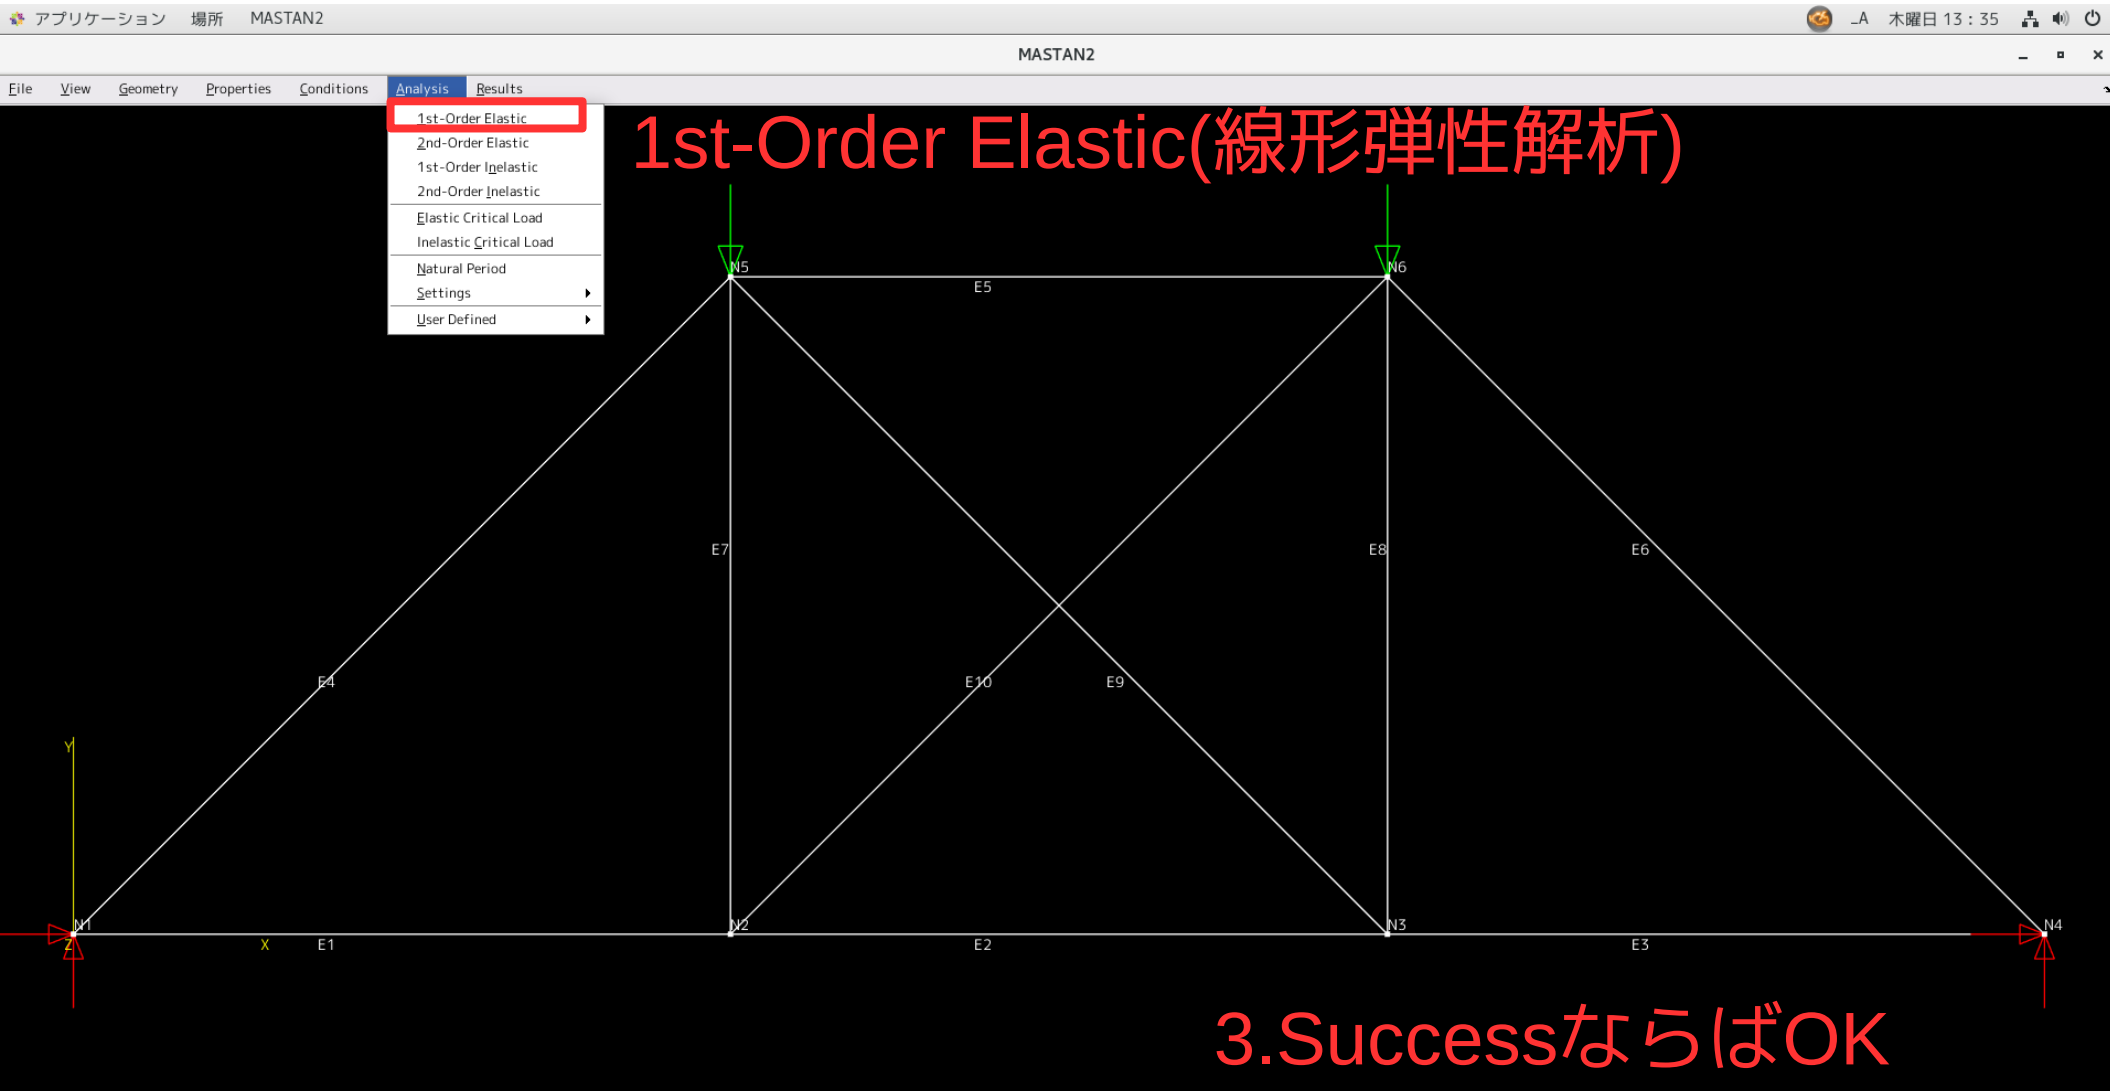 アプリケーション 場所 MASTAN2 _A 木曜日 13:35
MASTAN2
File View Geometry Properties Conditions Analysis Results
1st-Order Elastic
2nd-Order Elastic
1st-Order Inelastic
2nd-Order Inelastic
Elastic Critical Load
Inelastic Critical Load
Natural Period
Settings
User Defined
1st-Order Elastic(線形弾性解析)
N5
N6
E5
E7
E8
E6
E4
E10
E9
Y
N1
N2
N3
N4
Z
X
E1
E2
E3
3.SuccessならばOK